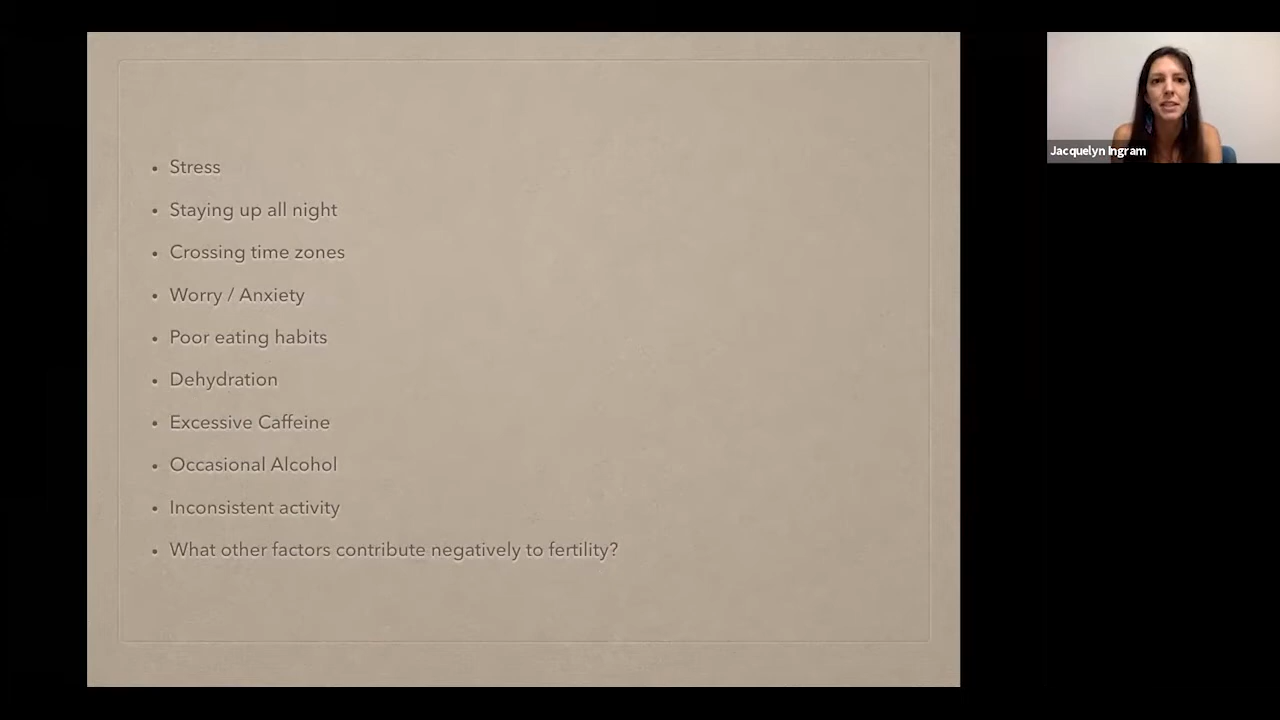 Stress
Staying up all night
Crossing time zones
Worry / Anxiety
Poor eating habits
Dehydration
Excessive Caffeine
Occasional Alcohol
Inconsistent activity
What other factors contribute negatively to fertility?
Jacquelyn Ingram